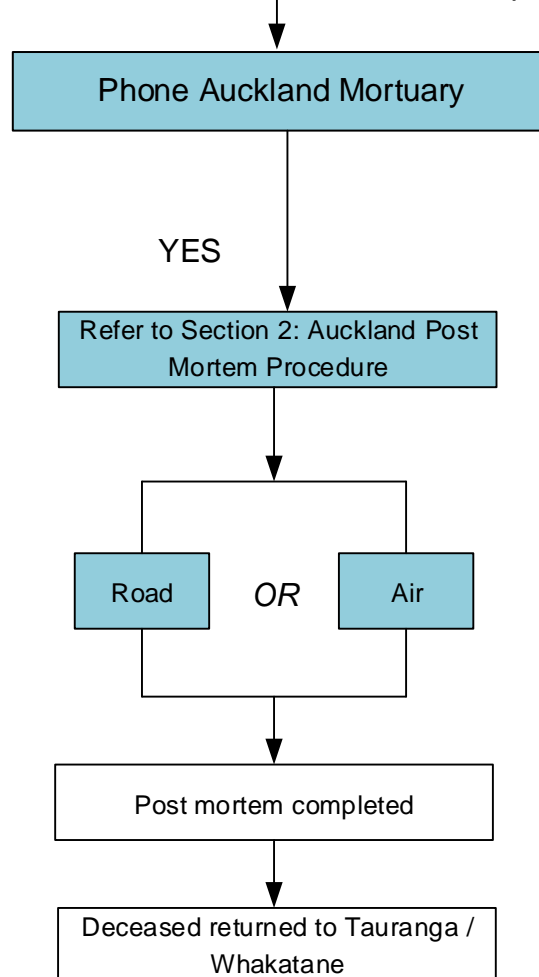 Phone Auckland Mortuary
YES
Refer to Section 2: Auckland Post
Mortem Procedure
Road
OR
Air
Post mortem completed
Deceased returned to Tauranga /
Whakatane